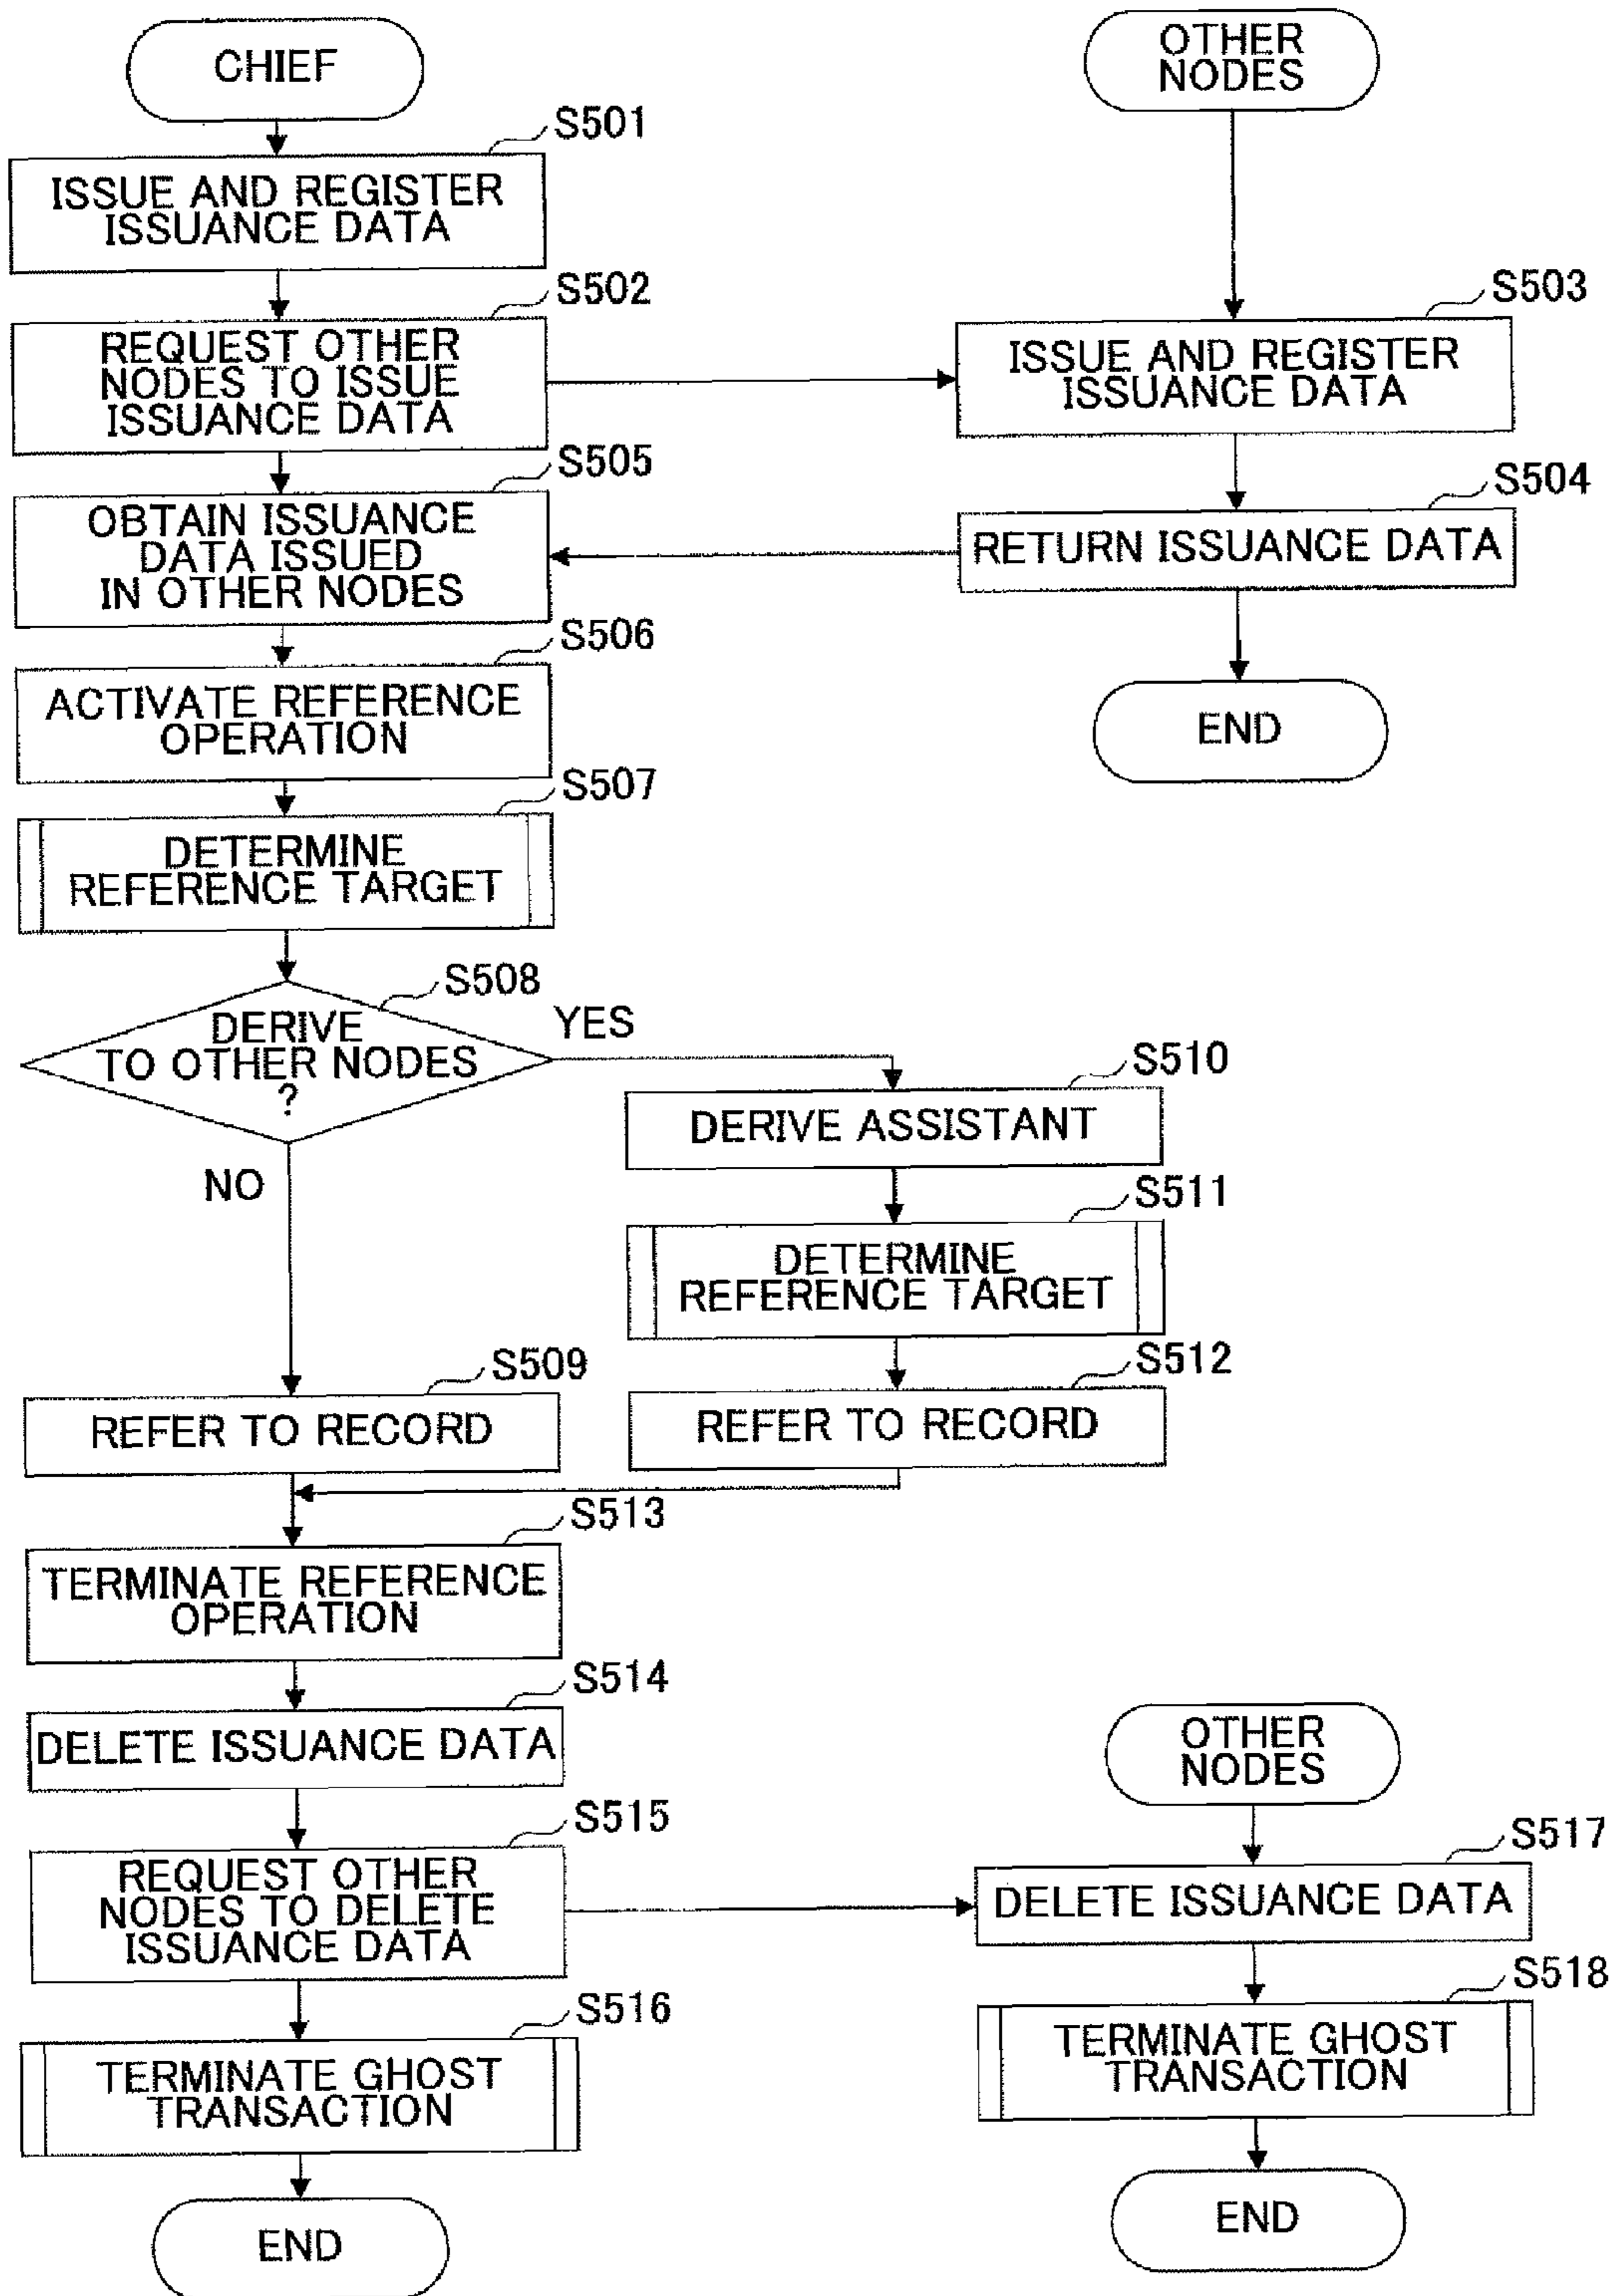 CHIEF
OTHER
NODES
S501
ISSUE AND REGISTER
ISSUANCE DATA
S502
REQUEST OTHER
NODES TO ISSUE
ISSUANCE DATA
S503
ISSUE AND REGISTER
ISSUANCE DATA
S504
RETURN ISSUANCE DATA
END
S505
OBTAIN ISSUANCE
DATA ISSUED
IN OTHER NODES
S506
ACTIVATE REFERENCE
OPERATION
S507
DETERMINE
REFERENCE TARGET
S508
DERIVE
TO OTHER NODES
?
YES
NO
S510
DERIVE ASSISTANT
S511
DETERMINE
REFERENCE TARGET
S512
REFER TO RECORD
S509
REFER TO RECORD
S513
TERMINATE REFERENCE
OPERATION
S514
DELETE ISSUANCE DATA
S515
REQUEST OTHER
NODES TO DELETE
ISSUANCE DATA
S516
TERMINATE GHOST
TRANSACTION
END
OTHER
NODES
S517
DELETE ISSUANCE DATA
S518
TERMINATE GHOST
TRANSACTION
END